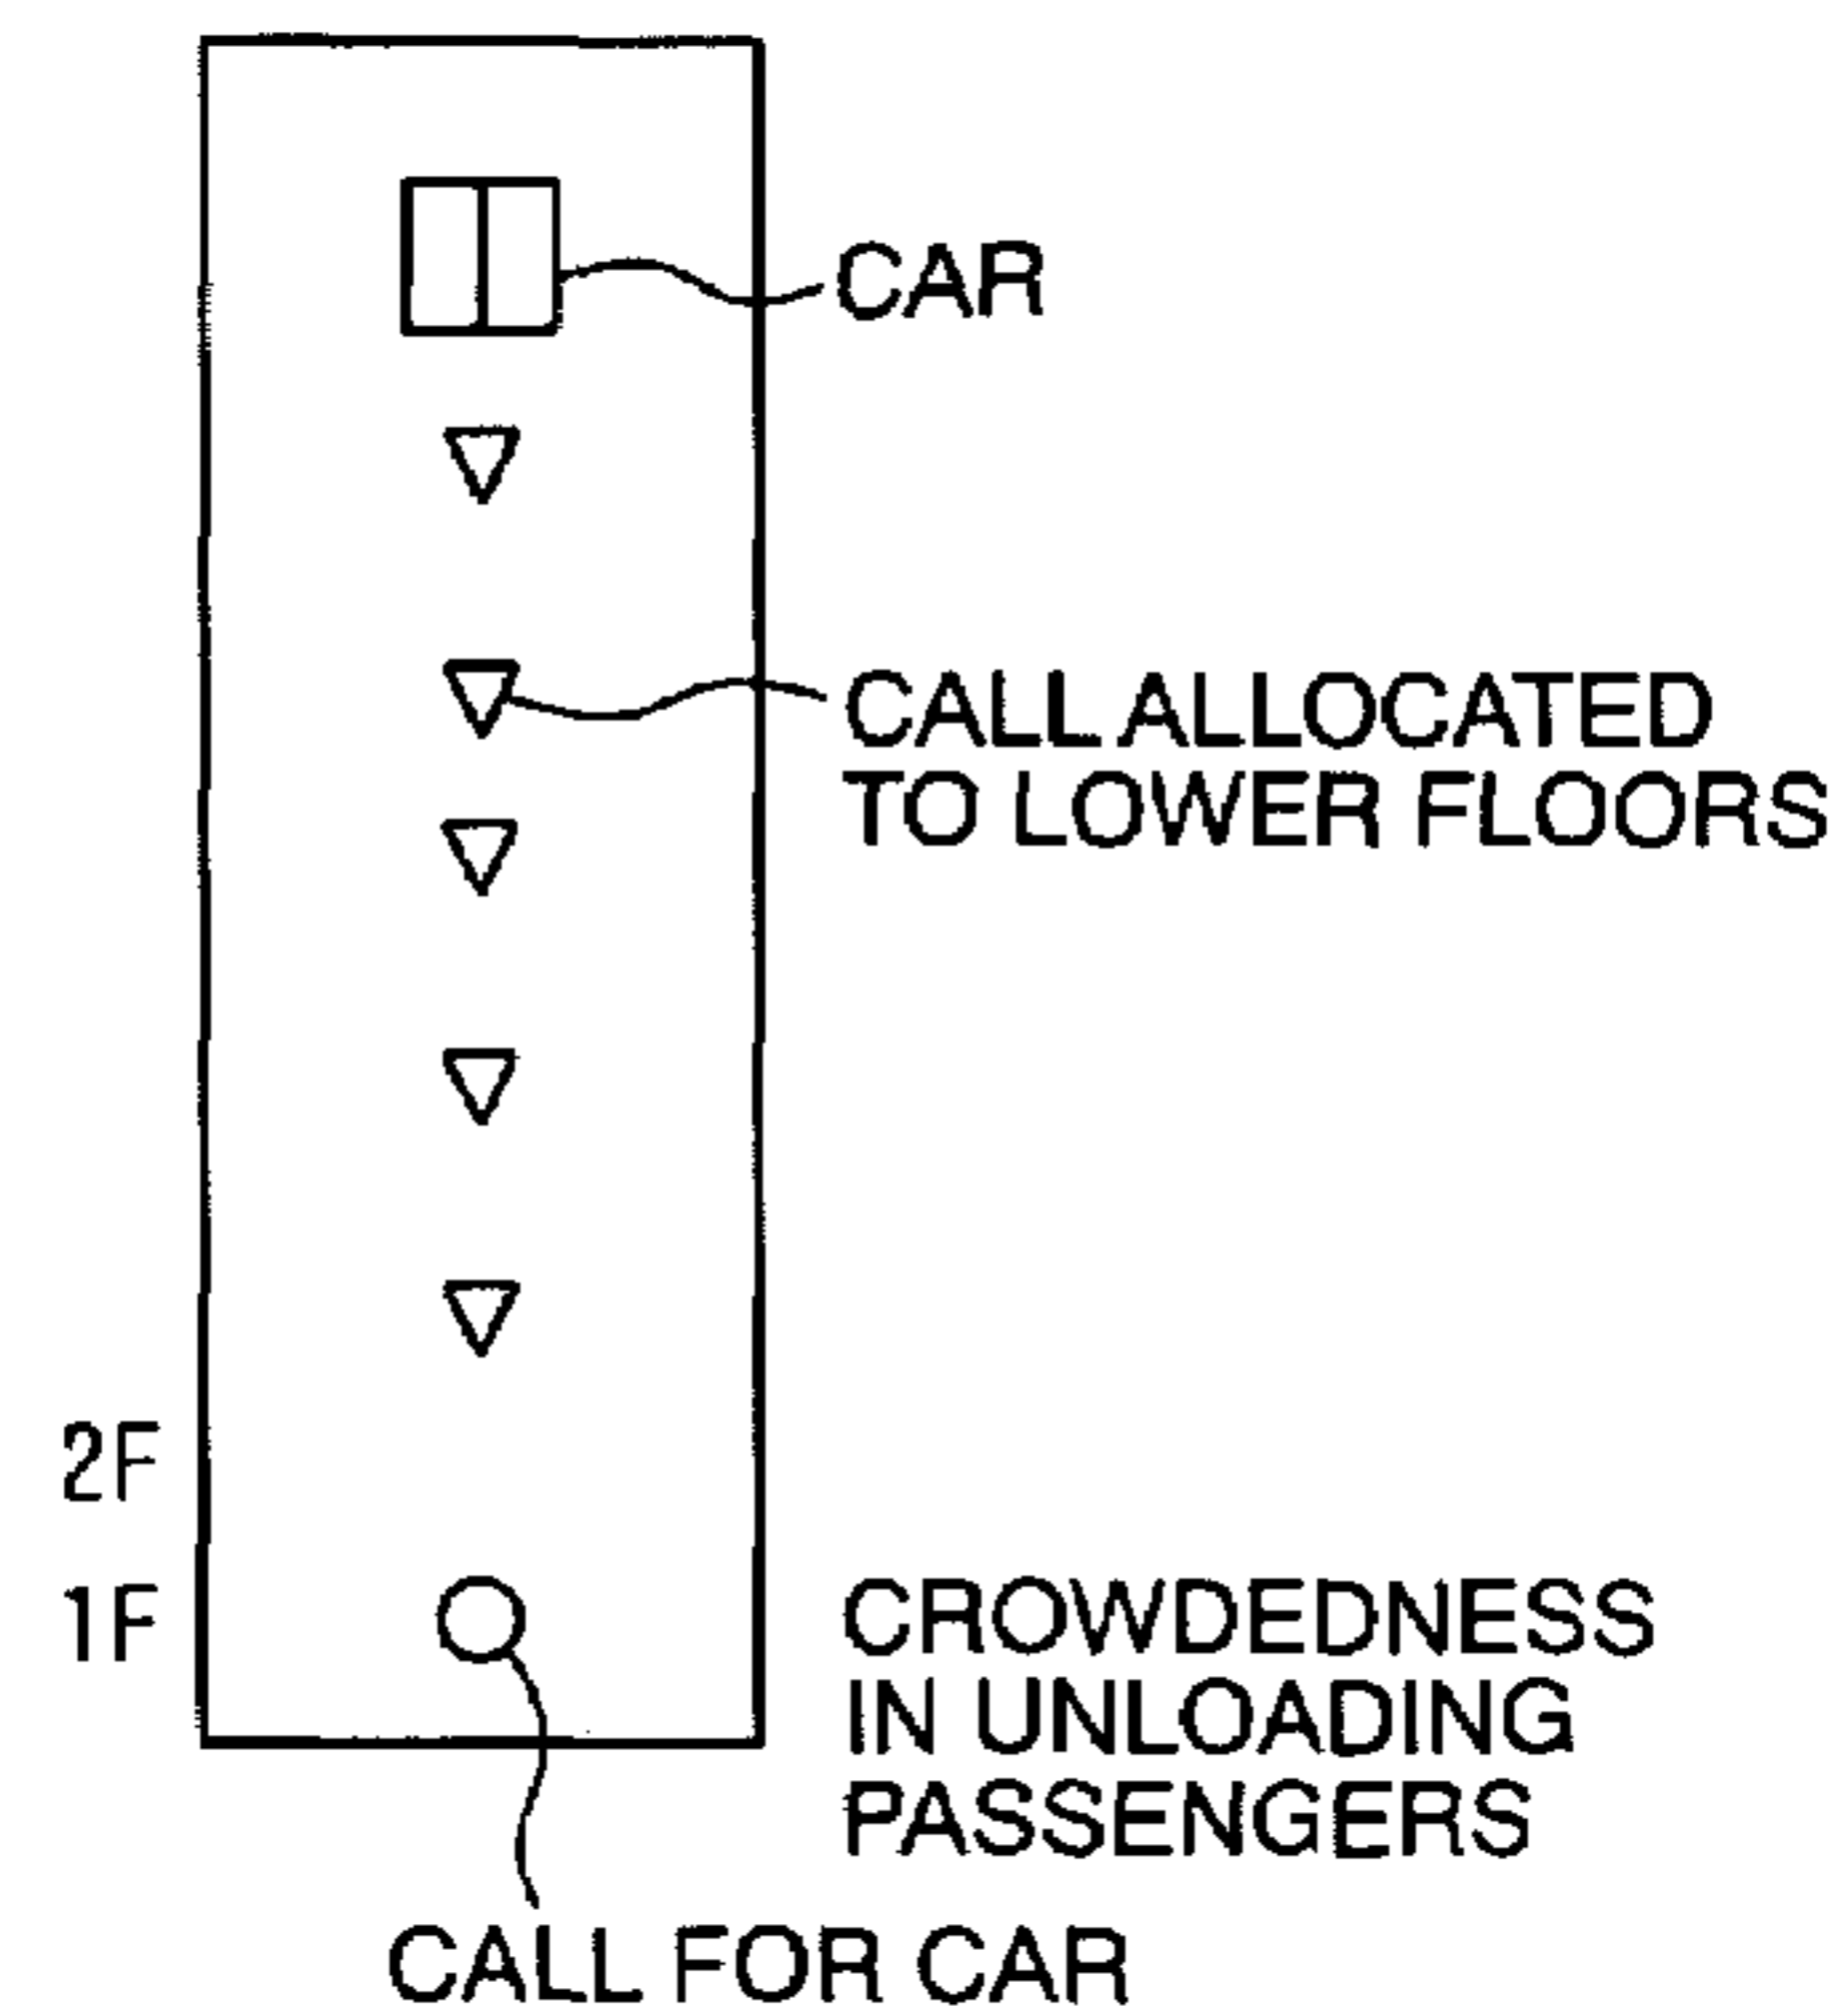 CAR
CALL ALLOCATED
TO LOWER FLOORS
2F
1F
CROWDEDNESS
IN UNLOADING
PASSENGERS
CALL FOR CAR